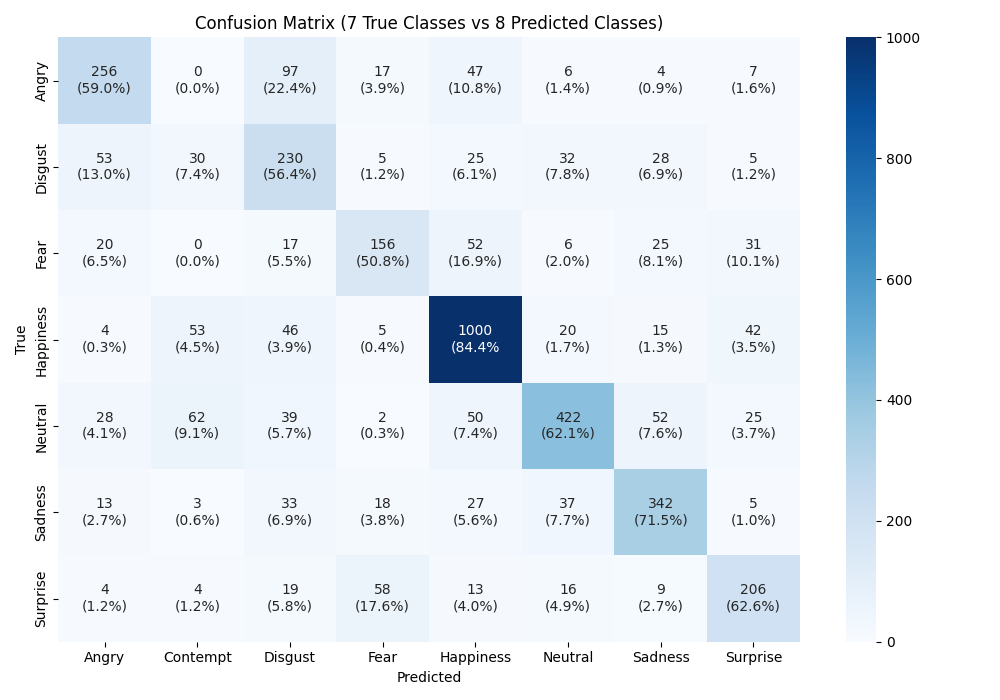 Confusion Matrix (7 True Classes vs 8 Predicted Classes)
Angry
256 0 97 17 47 6 4 7
(59.0%) (0.0%) (22.4%) (3.9%) (10.8%) (1.4%) (0.9%) (1.6%)
Disgust
53 30 230 5 25 32 28 5
(13.0%) (7.4%) (56.4%) (1.2%) (6.1%) (7.8%) (6.9%) (1.2%)
Fear
20 0 17 156 52 6 25 31
(6.5%) (0.0%) (5.5%) (50.8%) (16.9%) (2.0%) (8.1%) (10.1%)
True
Happiness
4 53 46 5 1000 20 15 42
(0.3%) (4.5%) (3.9%) (0.4%) (84.4% (1.7%) (1.3%) (3.5%)
Neutral
28 62 39 2 50 422 52 25
(4.1%) (9.1%) (5.7%) (0.3%) (7.4%) (62.1%) (7.6%) (3.7%)
Sadness
13 3 33 18 27 37 342 5
(2.7%) (0.6%) (6.9%) (3.8%) (5.6%) (7.7%) (71.5%) (1.0%)
Surprise
4 4 19 58 13 16 9 206
(1.2%) (1.2%) (5.8%) (17.6%) (4.0%) (4.9%) (2.7%) (62.6%)
Angry Contempt Disgust Fear Happiness Neutral Sadness Surprise
Predicted
1000
800
600
400
200
0